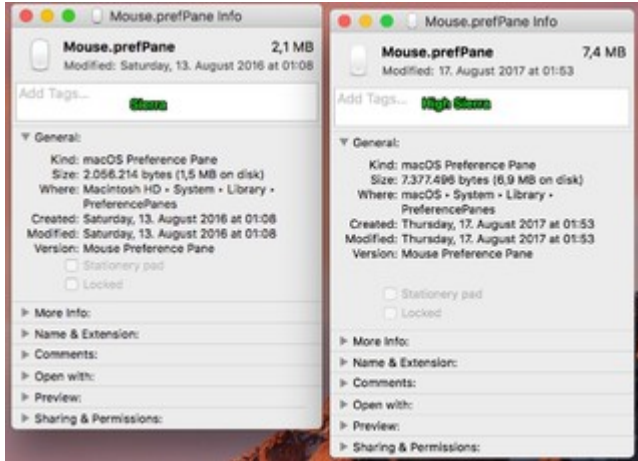 Mouse.prefPane Info
Mouse.prefPane 2,1 MB
Modified: Saturday, 13. August 2016 at 01:08
Add Tags...
Sierra
General:
Kind: macOS Preference Pane
Size: 2.056.214 bytes (1,5 MB on disk)
Where: Macintosh HD • System • Library •
PreferencePanes
Created: Saturday, 13. August 2016 at 01:08
Modified: Saturday, 13. August 2016 at 01:08
Version: Mouse Preference Pane
Stationery pad
Locked
More Info:
Name & Extension:
Comments:
Open with:
Preview:
Sharing & Permissions:
Mouse.prefPane Info
Mouse.prefPane 7,4 MB
Modified: 17. August 2017 at 01:53
Add Tags...
High Sierra
General:
Kind: macOS Preference Pane
Size: 7.377.496 bytes (6,9 MB on disk)
Where: macOS • System • Library •
PreferencePanes
Created: Thursday, 17. August 2017 at 01:53
Modified: Thursday, 17. August 2017 at 01:53
Version: Mouse Preference Pane
Stationery pad
Locked
More Info:
Name & Extension:
Comments:
Open with:
Preview:
Sharing & Permissions: